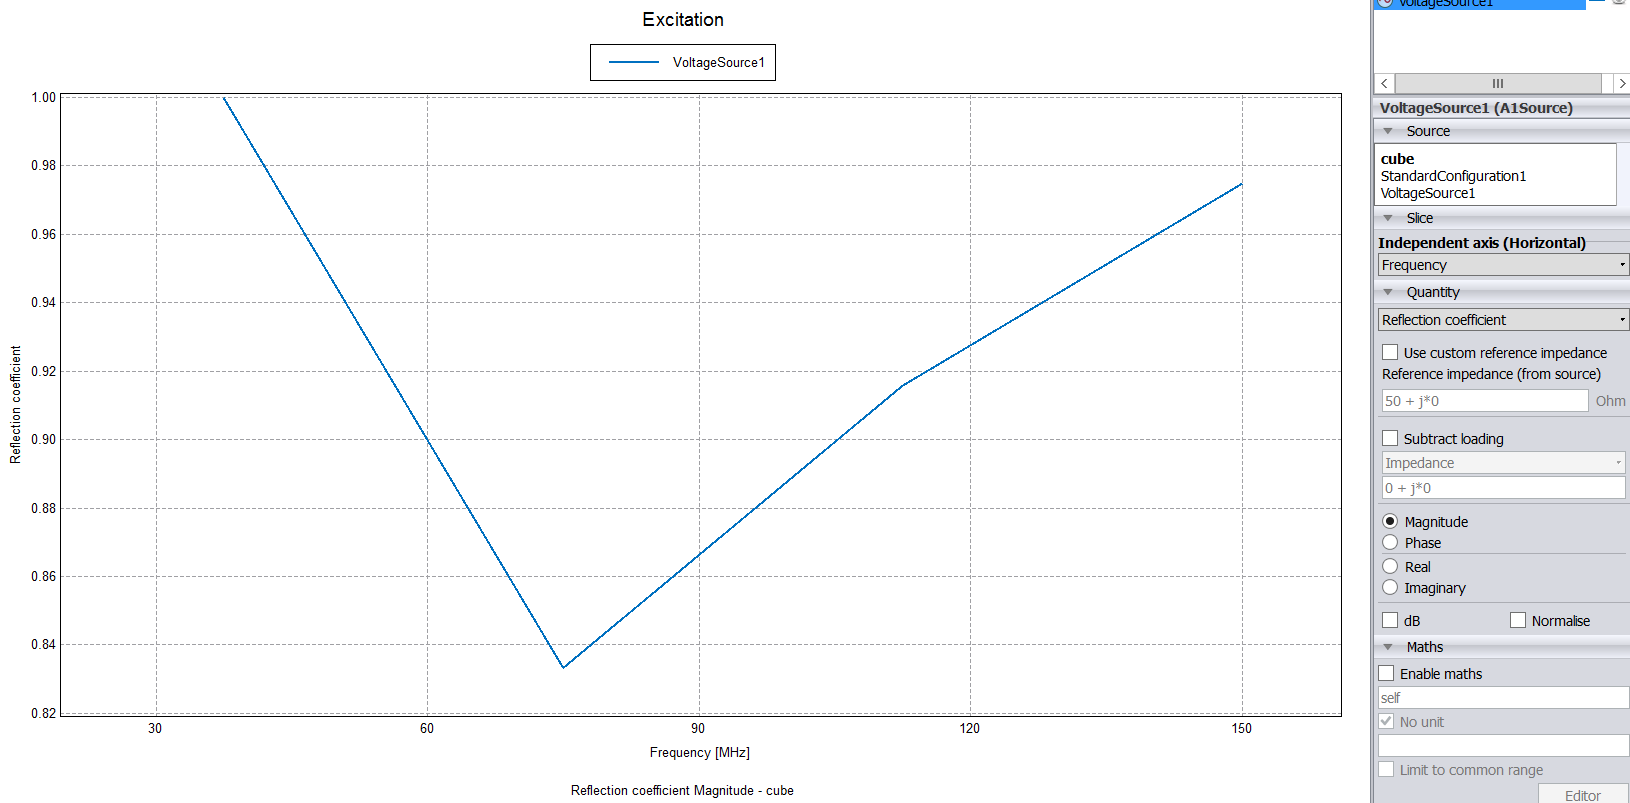 Excitation
VoltageSource1
1.00
0.98
0.96
0.94
0.92
0.90
0.88
0.86
0.84
0.82
Reflection coefficient
30 60 90 120 150
Frequency [MHz]
Reflection coefficient Magnitude - cube
VoltageSource1
VoltageSource1 (A1Source)
Source
cube
StandardConfiguration1
VoltageSource1
Slice
Independent axis (Horizontal)
Frequency
Quantity
Reflection coefficient
Use custom reference impedance
Reference impedance (from source)
50 + j*0 Ohm
Subtract loading
Impedance
0 + j*0
Magnitude
Phase
Real
Imaginary
dB Normalise
Maths
Enable maths
self
No unit
Limit to common range
Editor